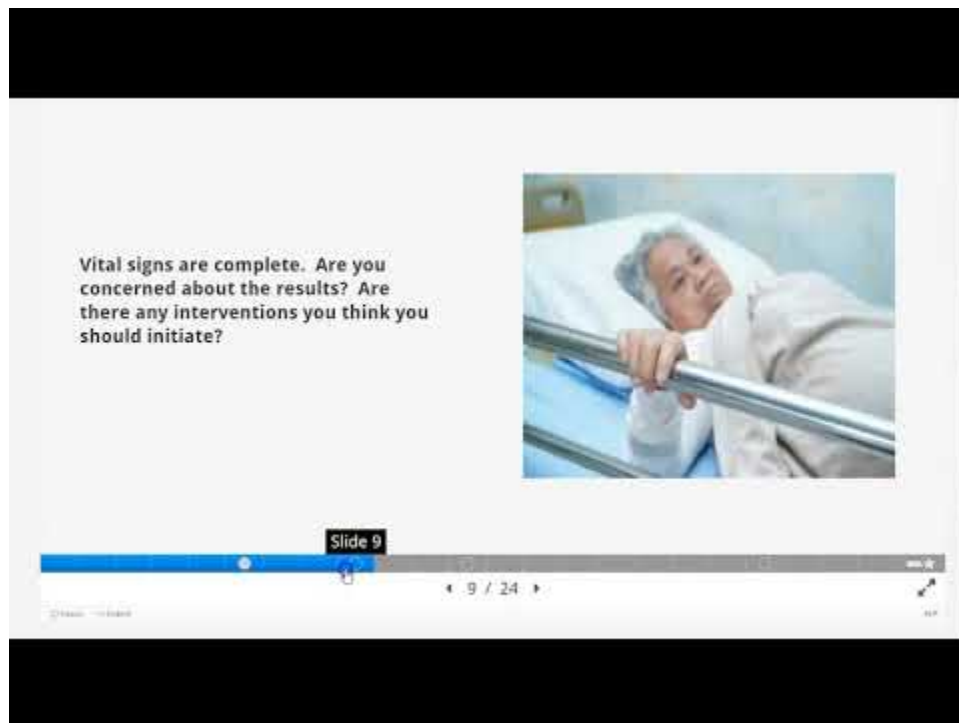 Vital signs are complete. Are you
concerned about the results? Are
there any interventions you think you
should initiate?
Slide 9
9 / 24